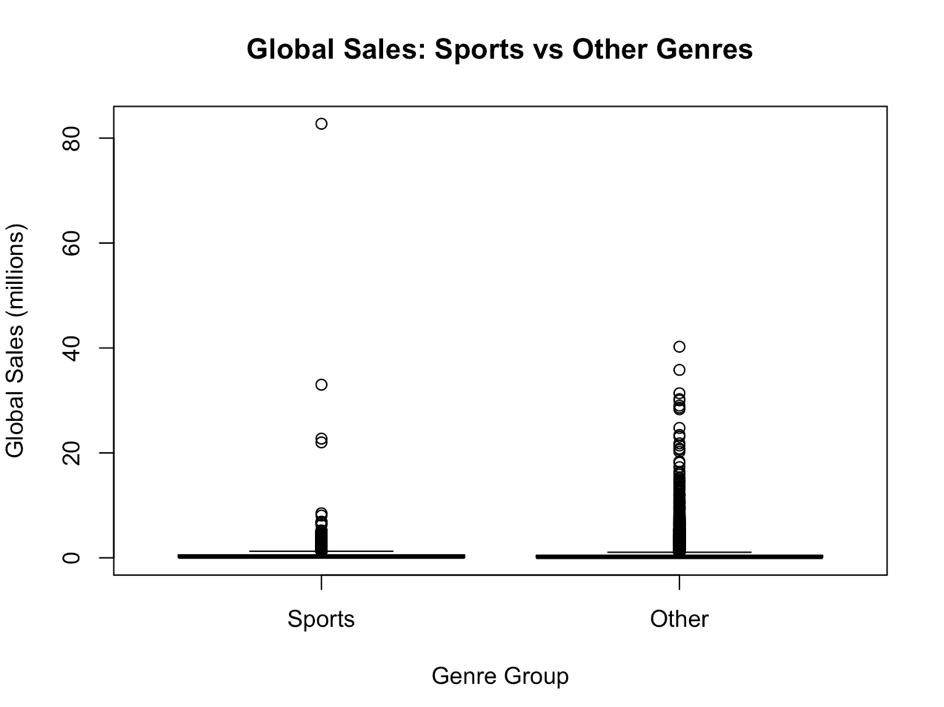 Global Sales: Sports vs Other Genres
Global Sales (millions)
80
60
40
20
0
Sports Other
Genre Group